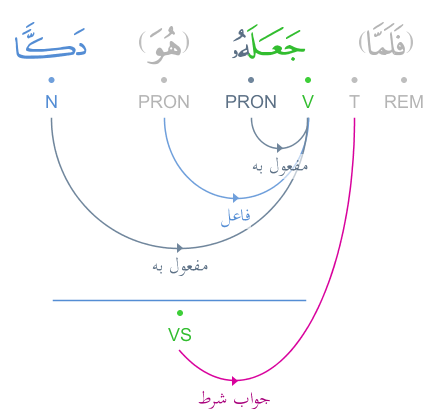 (فَلَمَّا) جَعَلَهُۥ (هُوَ) دَكًّا
N PRON PRON V T REM
مفعول به
فاعل
مفعول به
VS
جواب شرط